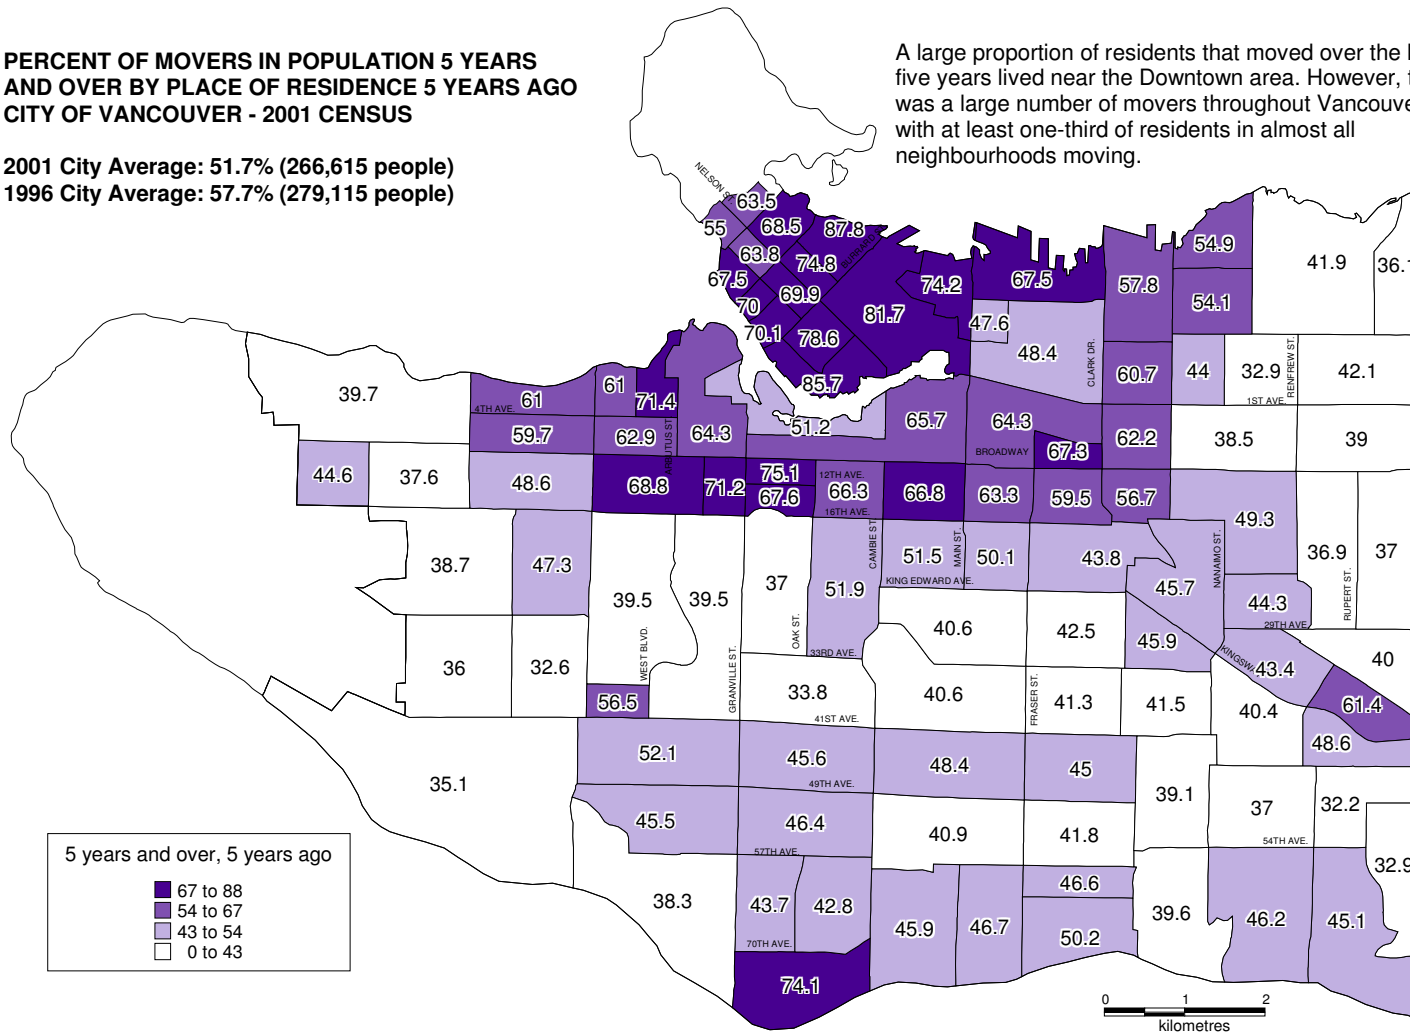 PERCENT OF MOVERS IN POPULATION 5 YEARS
AND OVER BY PLACE OF RESIDENCE 5 YEARS AGO
CITY OF VANCOUVER - 2001 CENSUS
2001 City Average: 51.7% (266,615 people)
1996 City Average: 57.7% (279,115 people)
A large proportion of residents that moved over the
five years lived near the Downtown area. However,
was a large number of movers throughout Vancouve
with at least one-third of residents in almost all
neighbourhoods moving.
NELSON ST.
63.5
55
68.5
87.8
BURRARD
63.8
74.8
67.5
69.9
70
70.1
78.6
81.7
85.7
74.2
67.5
47.6
48.4
CLARK DR.
57.8
54.9
54.1
41.9
36.
60.7
44
32.9
RENFREW ST.
42.1
1ST AVE.
39.7
61
4TH AVE.
61
71.4
59.7
62.9
ARBUTUS ST.
64.3
51.2
65.7
64.3
BROADWAY
67.3
62.2
38.5
39
44.6
37.6
48.6
68.8
71.2
75.1
67.6
12TH AVE.
66.3
16TH AVE.
66.8
63.3
59.5
56.7
49.3
38.7
47.3
39.5
39.5
37
OAK ST.
CAMBIE ST.
51.9
51.5
MAIN ST.
50.1
KING EDWARD AVE.
43.8
45.7
NANAIMO ST.
36.9
RUPERT ST.
37
44.3
29TH AVE.
40.6
42.5
45.9
KINGSWA
43.4
40
33RD AVE.
36
32.6
WEST BLVD.
56.5
GRANVILLE ST.
33.8
41ST AVE.
40.6
FRASER ST.
41.3
41.5
40.4
61.4
48.6
35.1
52.1
45.6
49TH AVE.
48.4
45
39.1
37
54TH AVE.
32.2
45.5
46.4
57TH AVE.
40.9
41.8
32.9
38.3
43.7
42.8
70TH AVE.
45.9
46.7
46.6
50.2
39.6
46.2
45.1
74.1
5 years and over, 5 years ago
67 to 88
54 to 67
43 to 54
0 to 43
0 1 2
kilometres